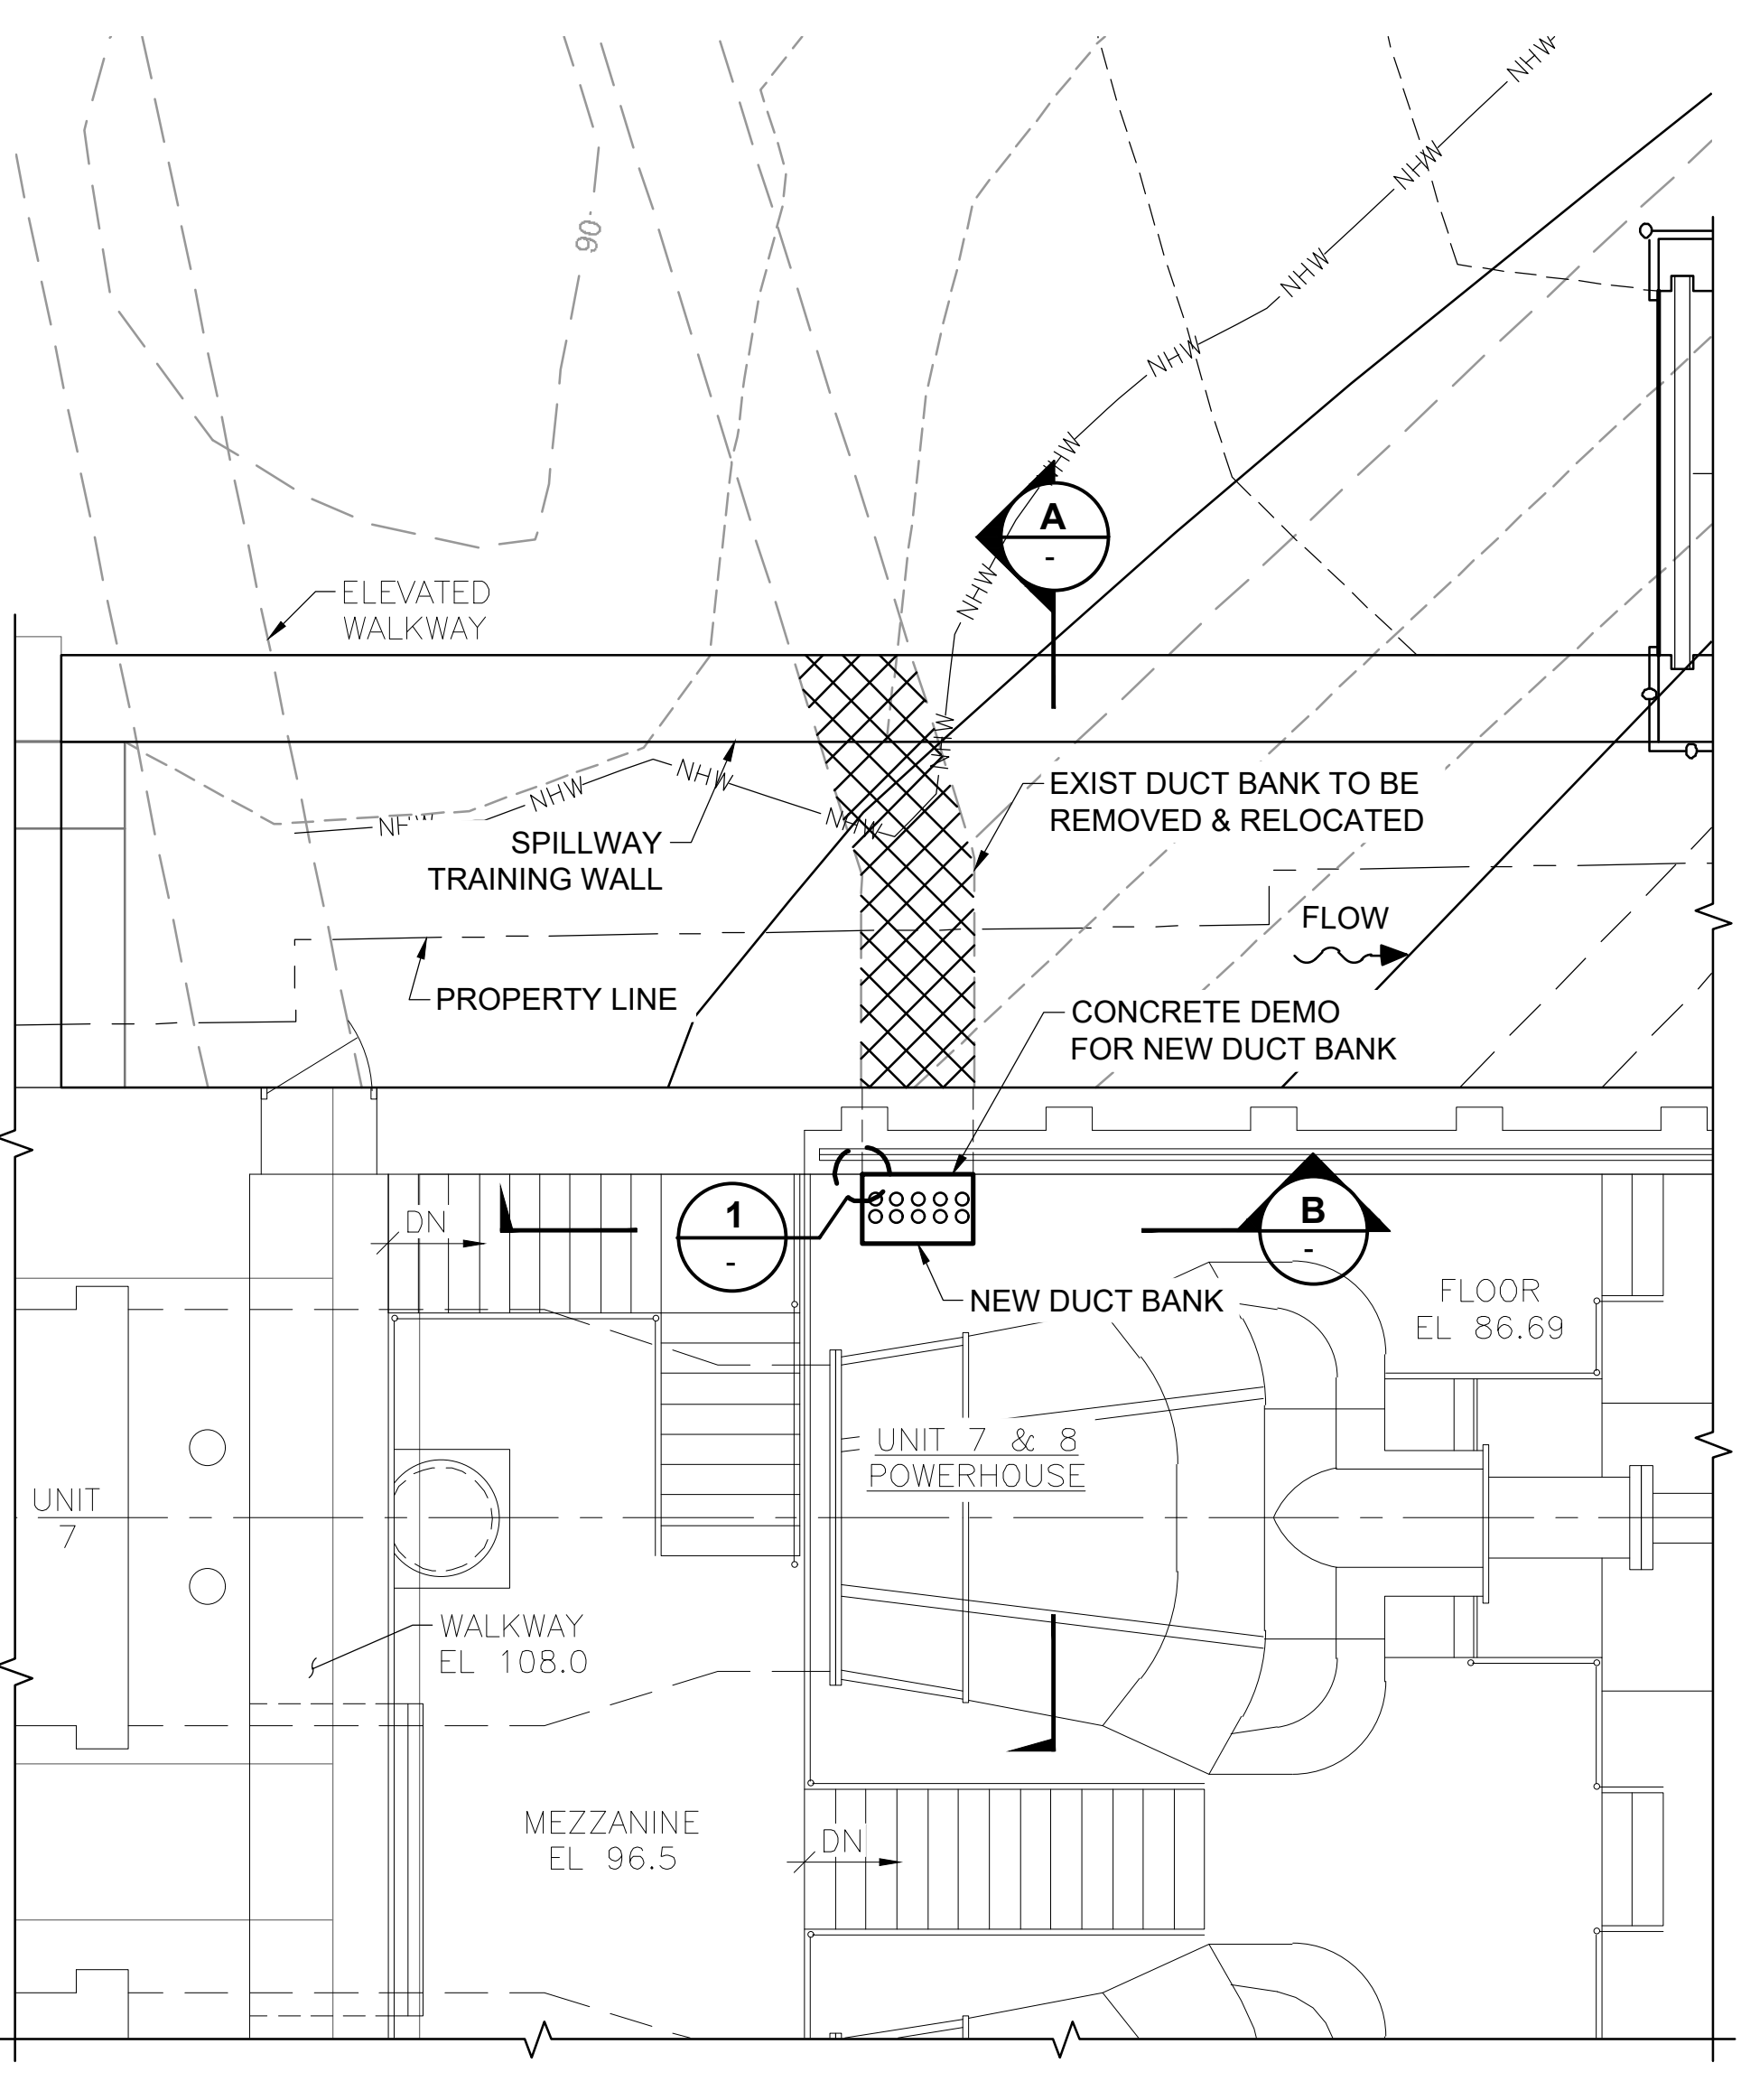 NHW
NHW
NHW
90
NHW
A
-
NHW
NHW
ELEVATED
WALKWAY
NHW
NHW
NHW
NHW
NHW
EXIST DUCT BANK TO BE
REMOVED & RELOCATED
SPILLWAY
TRAINING WALL
FLOW
PROPERTY LINE
CONCRETE DEMO
FOR NEW DUCT BANK
DN
1
-
B
-
NEW DUCT BANK
FLOOR
EL 86.69
UNIT 7 & 8
POWERHOUSE
UNIT
7
WALKWAY
EL 108.0
MEZZANINE
EL 96.5
DN